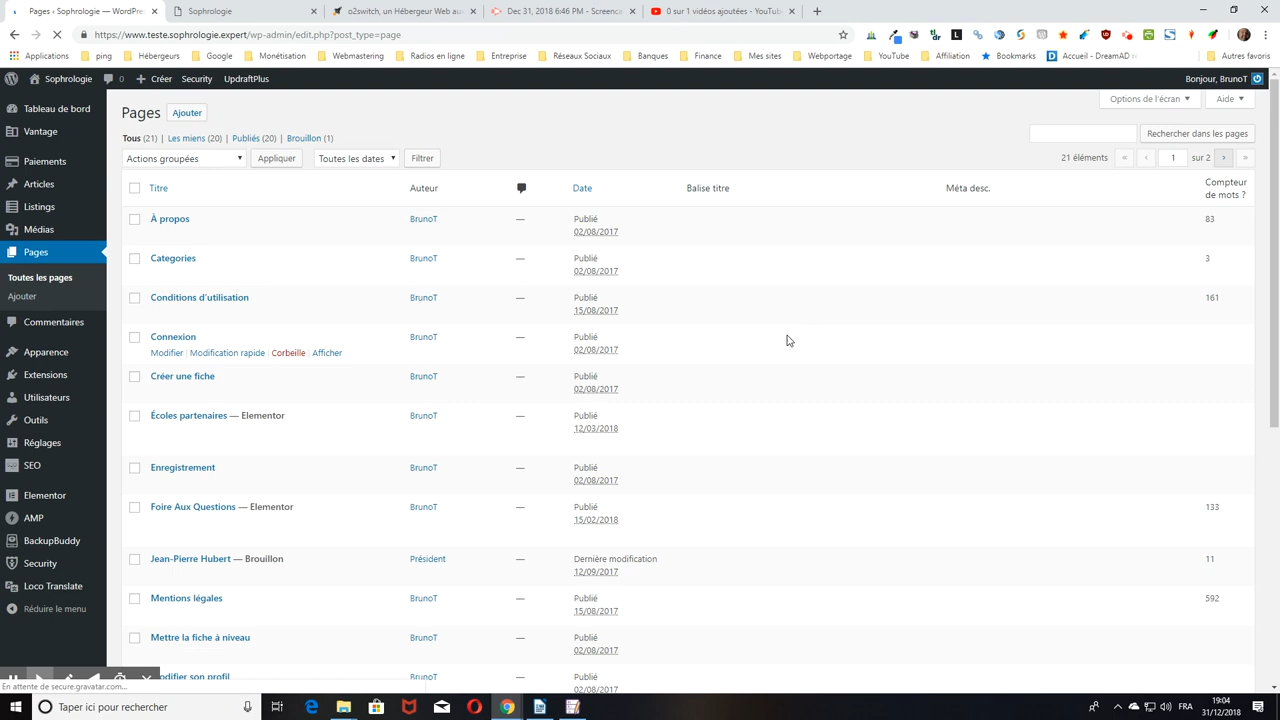 Pages ‹ Sophrologie — WordPre
Sophrologie
o2switch, un Hébergeur Web aux
Dec 31, 2018 6:46 PM - Screenca
0 sur 1 vidéos ajoutées - YouTube
https://www.teste.sophrologie.expert/wp-admin/edit.php?post_type=page
Applications
ping
Hébergeurs
Google
Monétisation
Webmastering
Radios en ligne
Entreprise
Réseaux Sociaux
Banques
Finance
Mes sites
Webportage
YouTube
Affiliation
Bookmarks
Accueil - DreamAD re
Autres favoris
Sophrologie
0
Créer
Security
UpdraftPlus
Bonjour, BrunoT
Tableau de bord
Vantage
Paiements
Articles
Listings
Médias
Pages
Toutes les pages
Ajouter
Commentaires
Apparence
Extensions
Utilisateurs
Outils
Réglages
SEO
Elementor
AMP
BackupBuddy
Security
Loco Translate
Réduire le menu
Options de l'écran
Aide
Pages
Ajouter
Tous (21) | Les miens (20) | Publiés (20) | Brouillon (1)
Rechercher dans les pages
Actions groupées
Appliquer
Toutes les dates
Filtrer
21 éléments « ‹ 1 sur 2 › »
Titre
Auteur
Date
Balise titre
Méta desc.
Compteur
de mots ?
À propos
BrunoT
—
Publié
02/08/2017
83
Categories
BrunoT
—
Publié
02/08/2017
3
Conditions d'utilisation
BrunoT
—
Publié
15/08/2017
161
Connexion
Modifier | Modification rapide | Corbeille | Afficher
BrunoT
—
Publié
02/08/2017
Créer une fiche
BrunoT
—
Publié
02/08/2017
Écoles partenaires — Elementor
BrunoT
—
Publié
12/03/2018
Enregistrement
BrunoT
—
Publié
02/08/2017
Foire Aux Questions — Elementor
BrunoT
—
Publié
15/02/2018
133
Jean-Pierre Hubert — Brouillon
Président
—
Dernière modification
12/09/2017
11
Mentions légales
BrunoT
—
Publié
15/08/2017
592
Mettre la fiche à niveau
BrunoT
—
Publié
02/08/2017
odifier son profil
BrunoT
—
Publié
02/08/2017
En attente de secure.gravatar.com...
Taper ici pour rechercher
FRA
19:04
31/12/2018